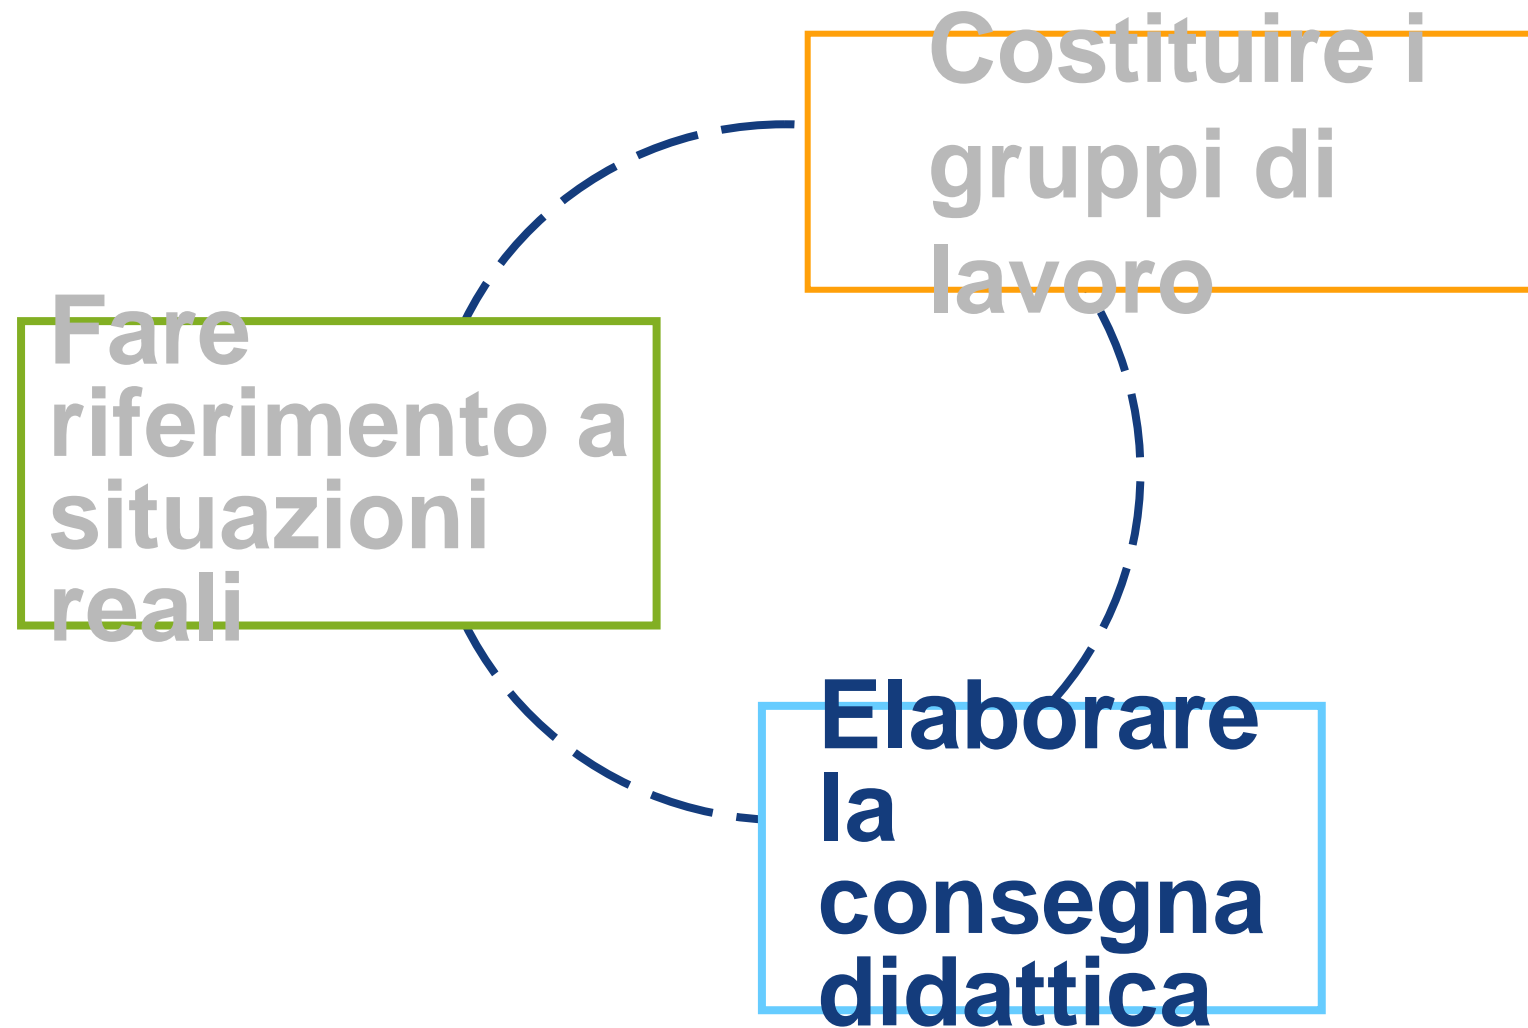 Costituire i
gruppi di
lavoro
Fare
riferimento a
situazioni
reali
Elaborare
la
consegna
didattica